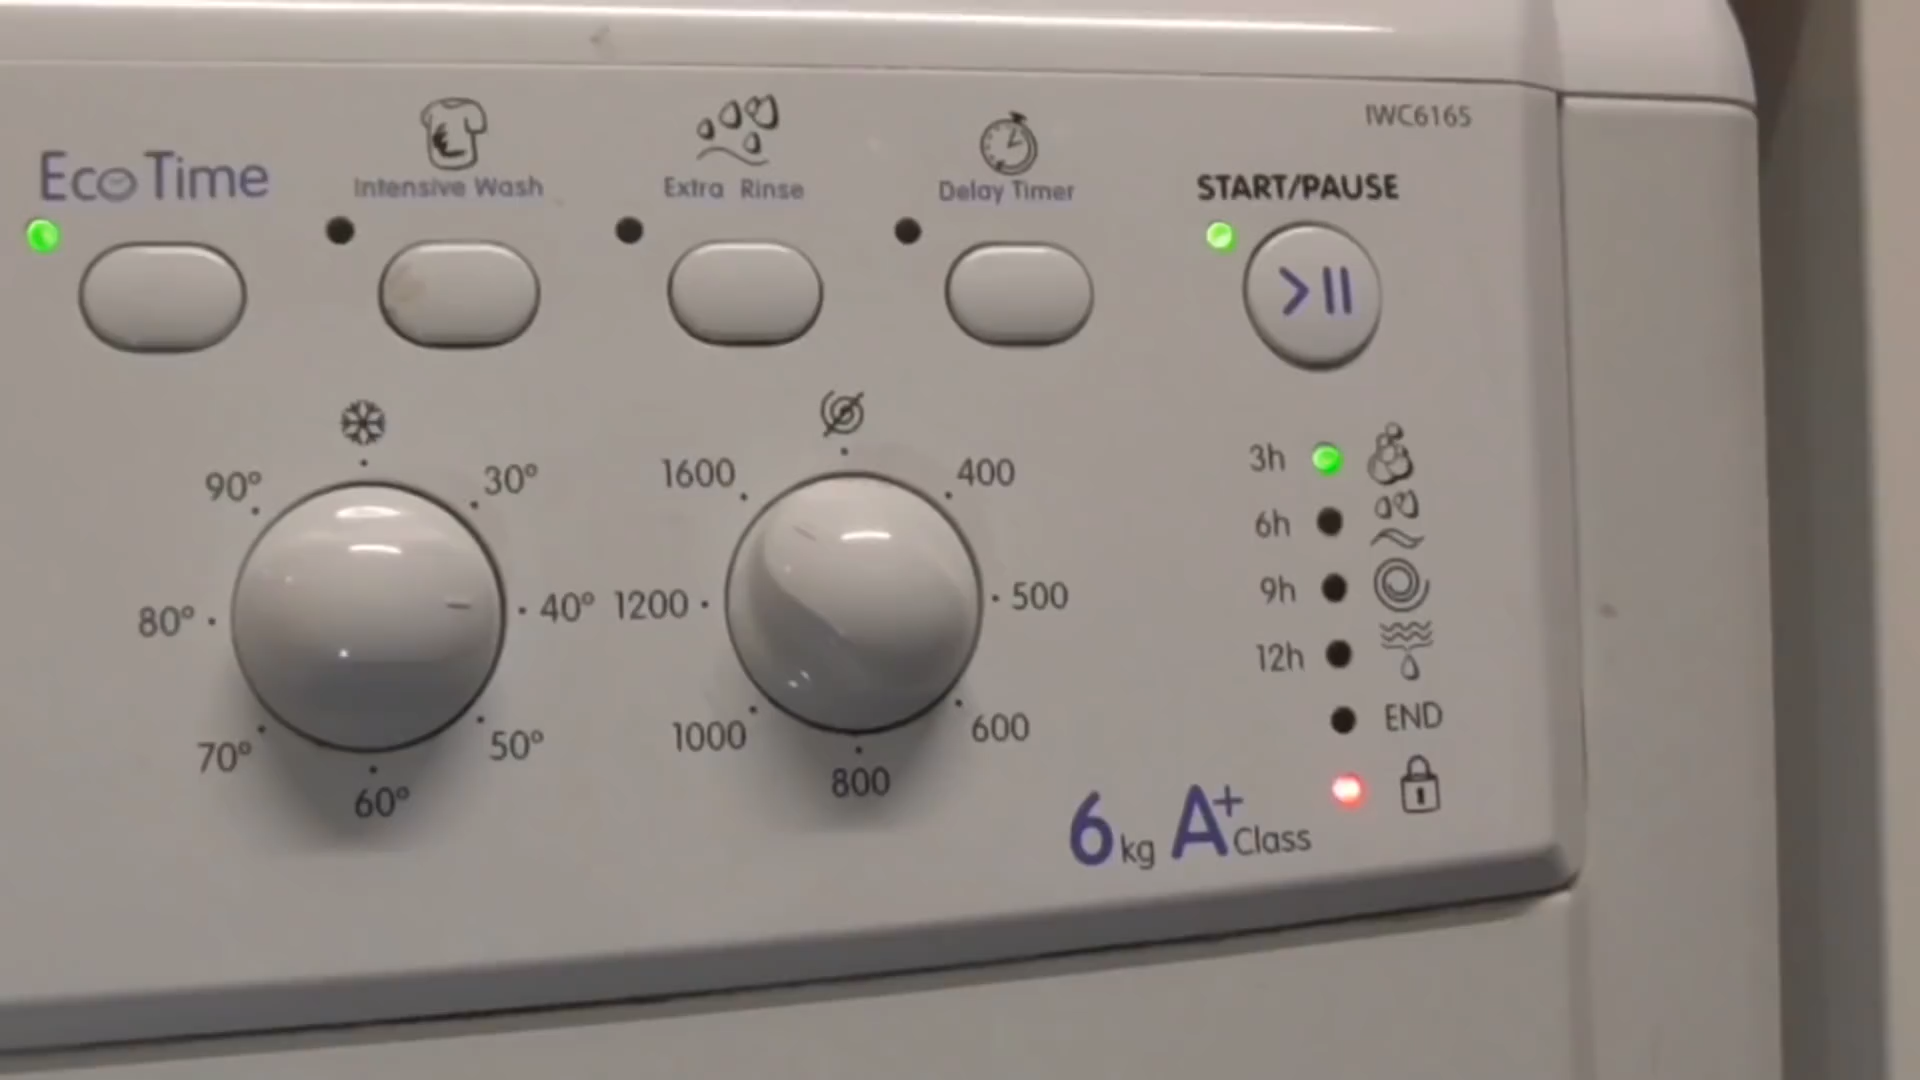 IWC6165
Eco Time
Intensive Wash
Extra Rinse
Delay Timer
START/PAUSE
>||
90°
30°
80°
40°
70°
50°
60°
1600
400
1200
500
1000
600
800
3h
6h
9h
12h
END
6kg A+ Class